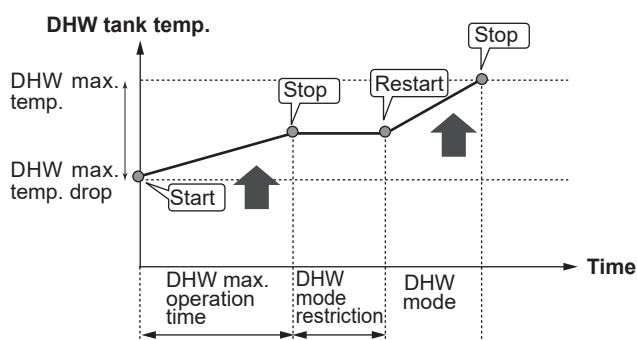 DHW tank temp.
Stop
DHW max.
temp.
Stop
Restart
DHW max.
temp. drop
Start
Time
DHW max.
operation
time
DHW
mode
restriction
DHW
mode